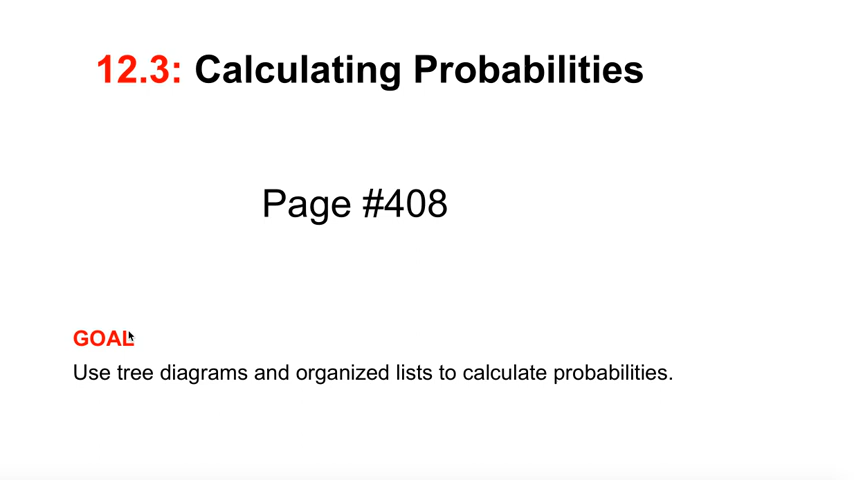 12.3: Calculating Probabilities
Page #408
GOAL
Use tree diagrams and organized lists to calculate probabilities.